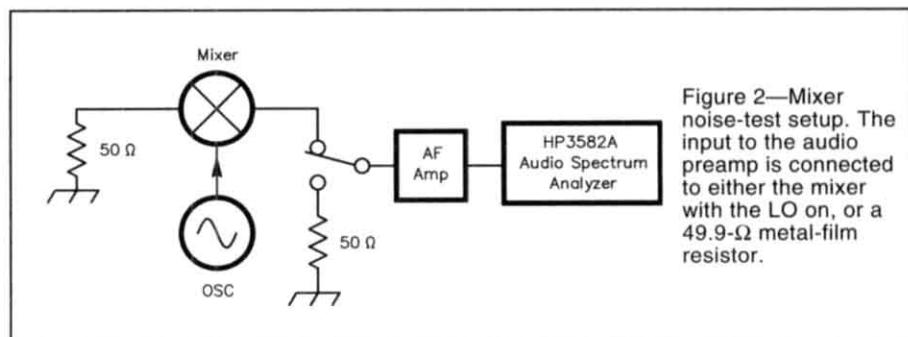 Mixer
50 Ω
OSC
50 Ω
AF
Amp
HP3582A
Audio Spectrum
Analyzer
Figure 2—Mixer
noise-test setup. The
input to the audio
preamp is connected
to either the mixer
with the LO on, or a
49.9-Ω metal-film
resistor.